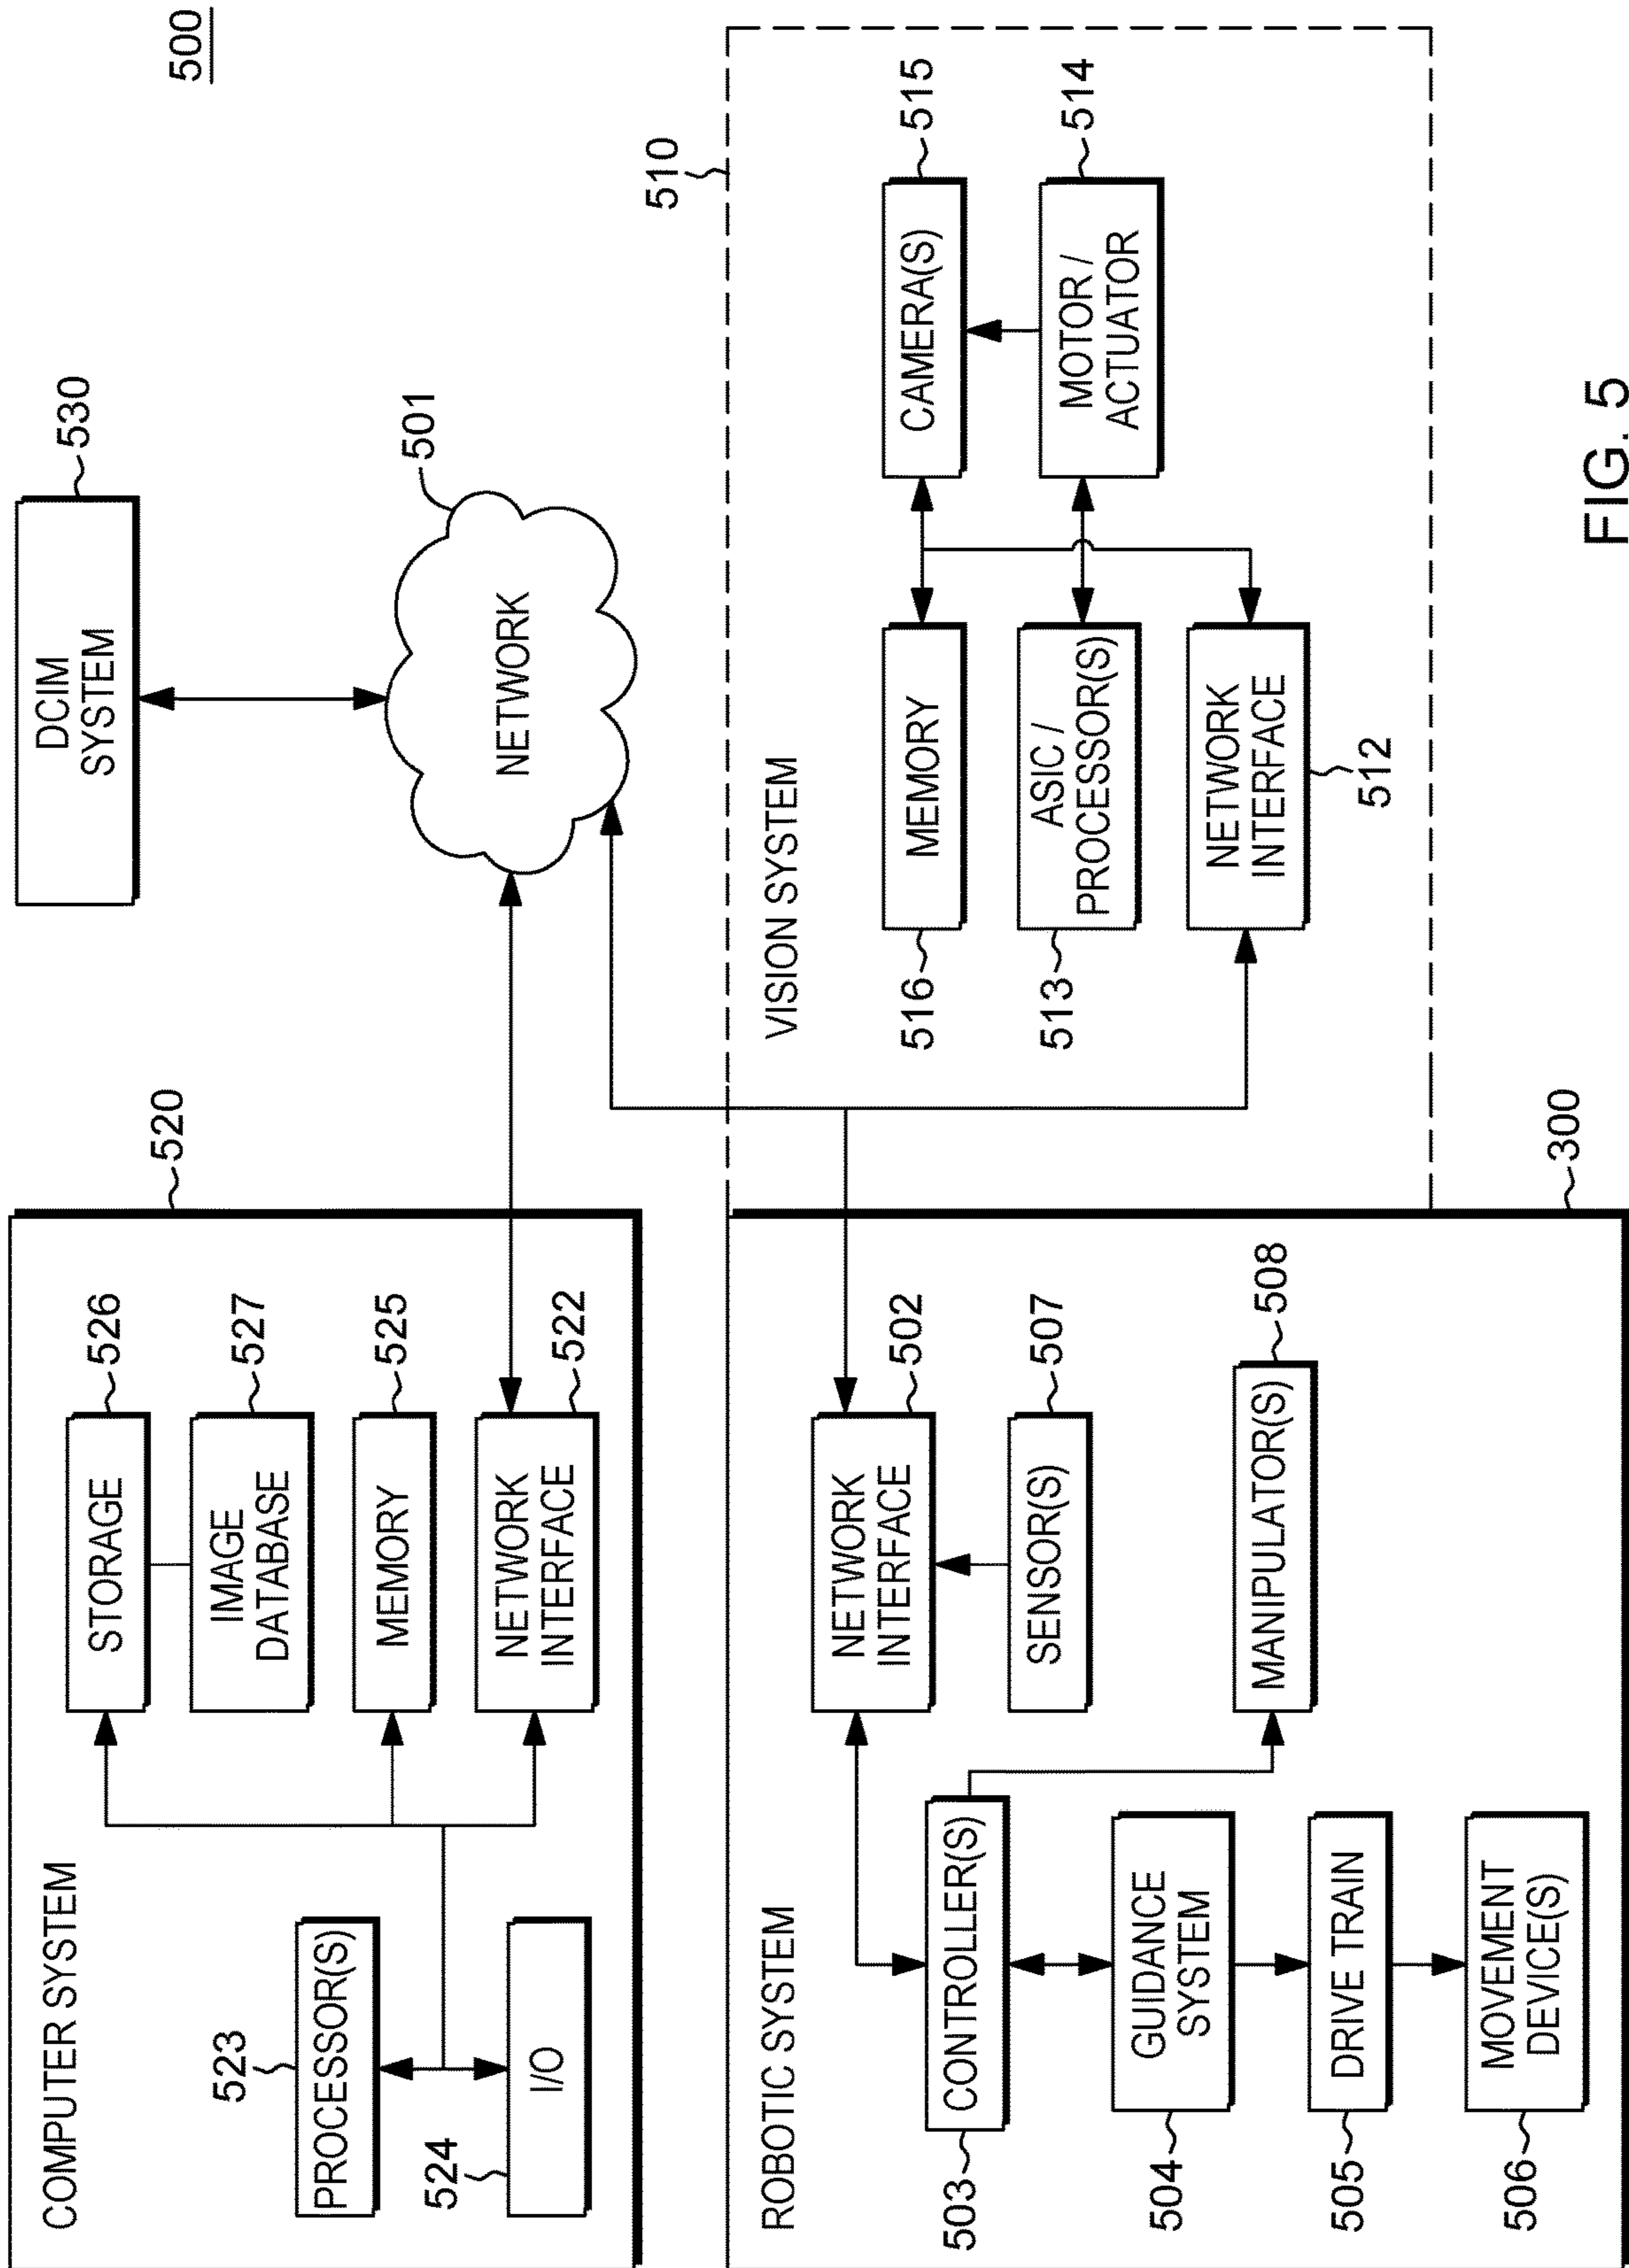 500
COMPUTER SYSTEM
520
PROCESSOR(S)
523
I/O
524
STORAGE
526
IMAGE
DATABASE
527
MEMORY
525
NETWORK
INTERFACE
522
DCIM
SYSTEM
530
NETWORK
501
ROBOTIC SYSTEM
300
NETWORK
INTERFACE
502
SENSOR(S)
507
CONTROLLER(S)
503
MANIPULATOR(S)
508
GUIDANCE
SYSTEM
504
DRIVE TRAIN
505
MOVEMENT
DEVICE(S)
506
VISION SYSTEM
510
MEMORY
516
CAMERA(S)
515
ASIC /
PROCESSOR(S)
513
MOTOR /
ACTUATOR
514
NETWORK
INTERFACE
512
FIG. 5